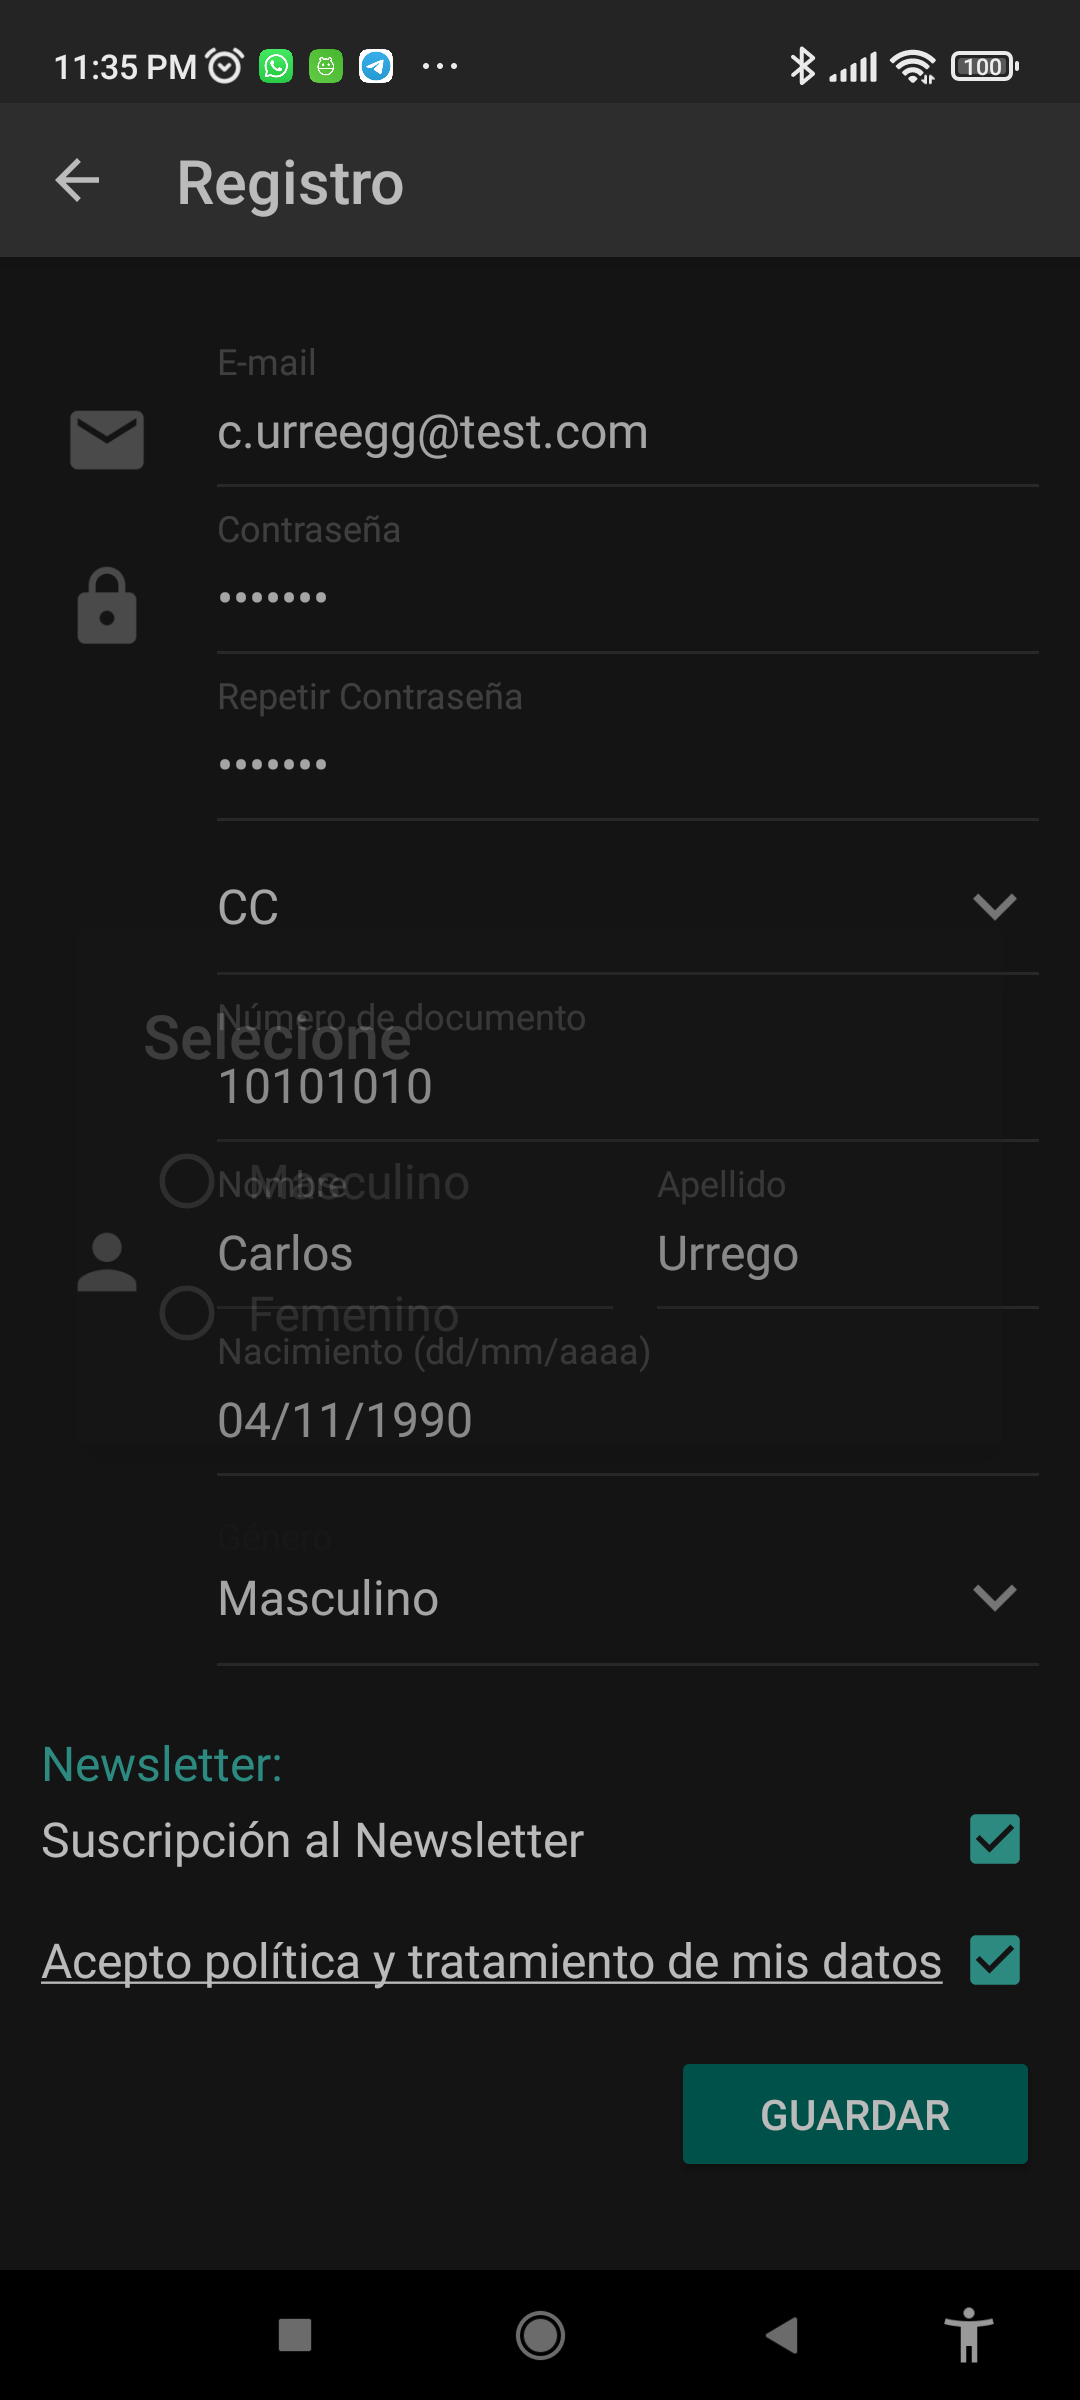 11:35 PM ... 100
Registro
E-mail
c.urreegg@test.com
Contraseña
•••••••
Repetir Contraseña
•••••••
CC
Número de documento
Selecione
10101010
Masculino
Nombre Apellido
Carlos Urrego
Femenino
Nacimiento (dd/mm/aaaa)
04/11/1990
Género
Masculino
Newsletter:
Suscripción al Newsletter
Acepto política y tratamiento de mis datos
GUARDAR